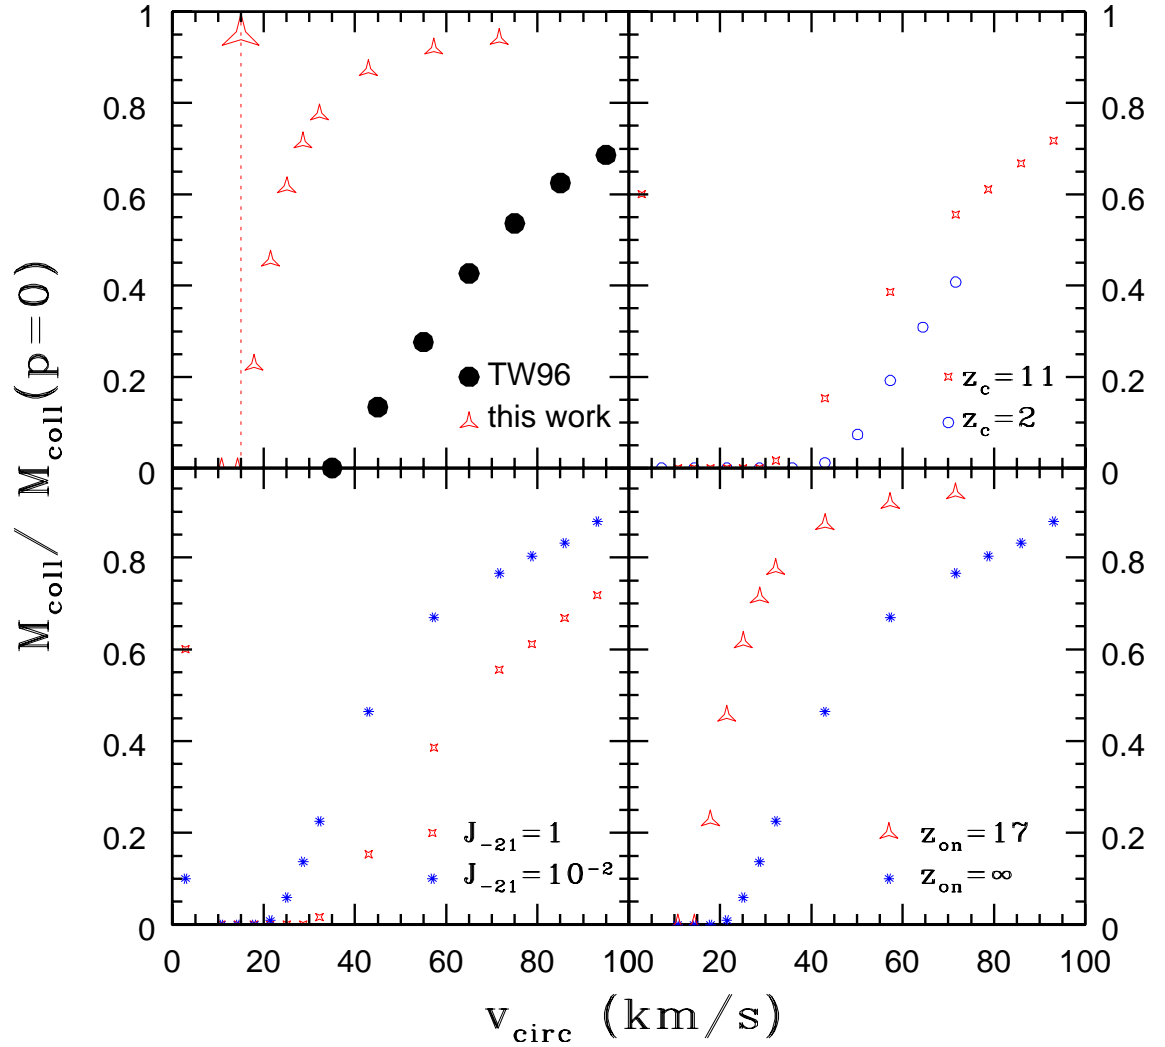 1 1
0.8 0.8
0.6 0.6
0.4 0.4
TW96 z_c=11
0.2 0.2
this work z_c=2
0 0
M_coll / M_coll(p=0)
0.8 0.8
0.6 0.6
0.4 0.4
J_-21=1 z_on=17
0.2 0.2
J_-21=10^-2 z_on=∞
0 0
0 20 40 60 80 100 20 40 60 80 100
v_circ (km/s)